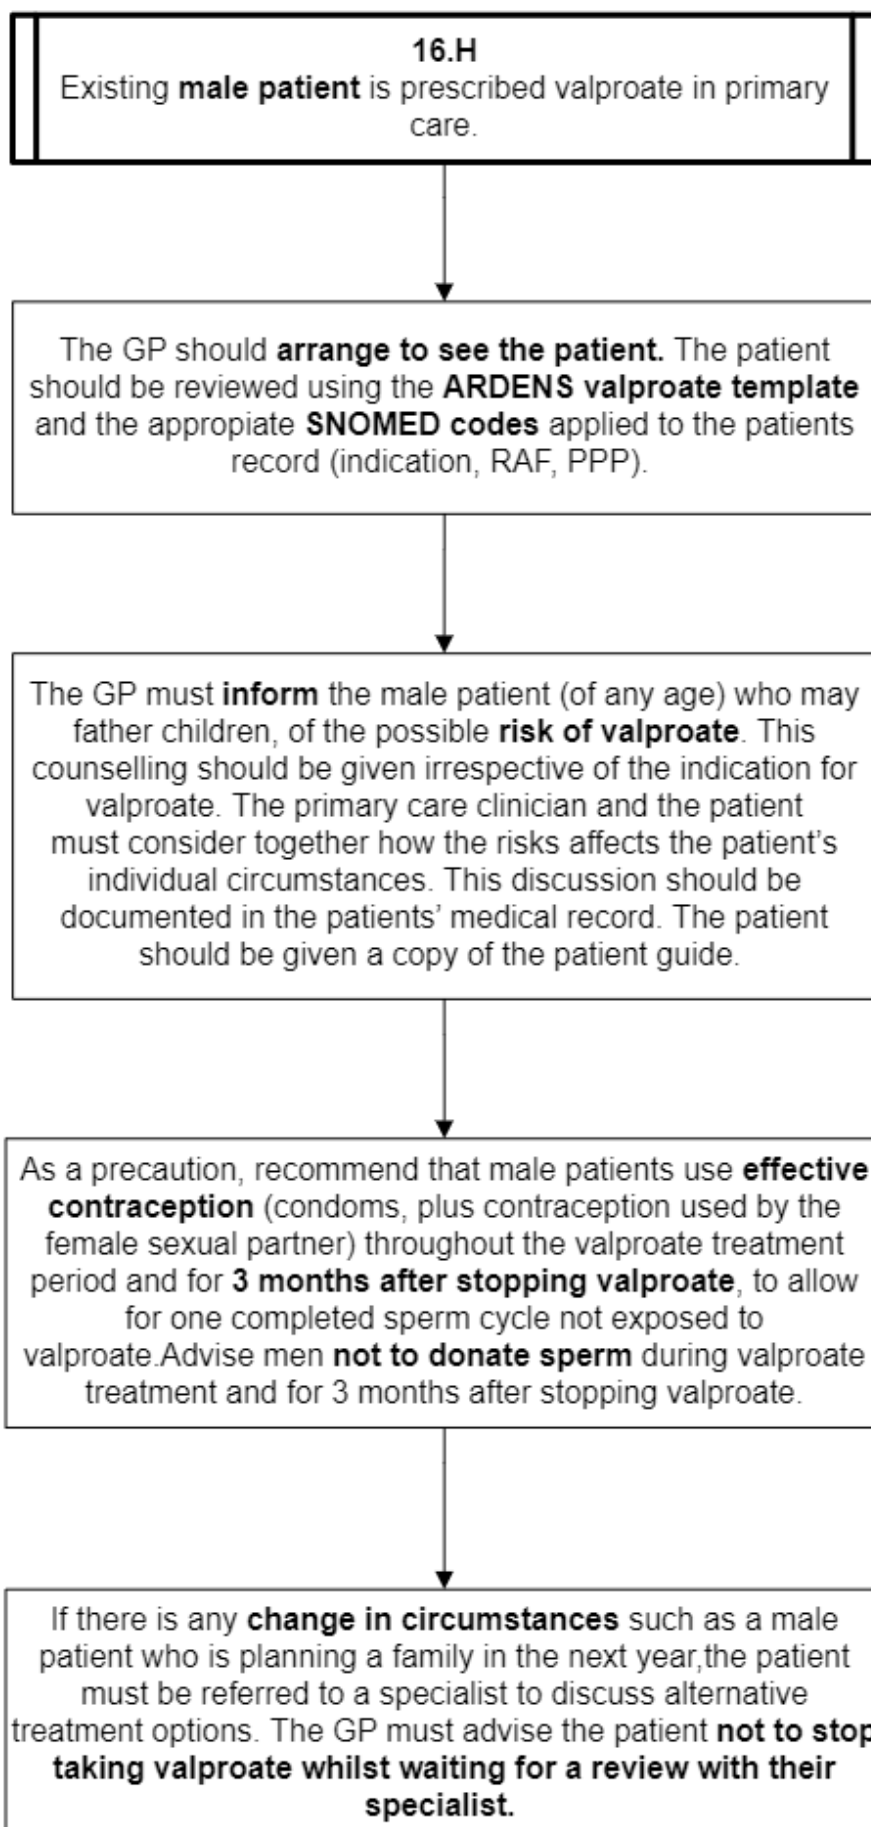 16.H
Existing male patient is prescribed valproate in primary
care.
The GP should arrange to see the patient. The patient
should be reviewed using the ARDENS valproate template
and the appropiate SNOMED codes applied to the patients
record (indication, RAF, PPP).
The GP must inform the male patient (of any age) who may
father children, of the possible risk of valproate. This
counselling should be given irrespective of the indication for
valproate. The primary care clinician and the patient
must consider together how the risks affects the patient's
individual circumstances. This discussion should be
documented in the patients' medical record. The patient
should be given a copy of the patient guide.
As a precaution, recommend that male patients use effective
contraception (condoms, plus contraception used by the
female sexual partner) throughout the valproate treatment
period and for 3 months after stopping valproate, to allow
for one completed sperm cycle not exposed to
valproate.Advise men not to donate sperm during valproate
treatment and for 3 months after stopping valproate.
If there is any change in circumstances such as a male
patient who is planning a family in the next year,the patient
must be referred to a specialist to discuss alternative
treatment options. The GP must advise the patient not to stop
taking valproate whilst waiting for a review with their
specialist.